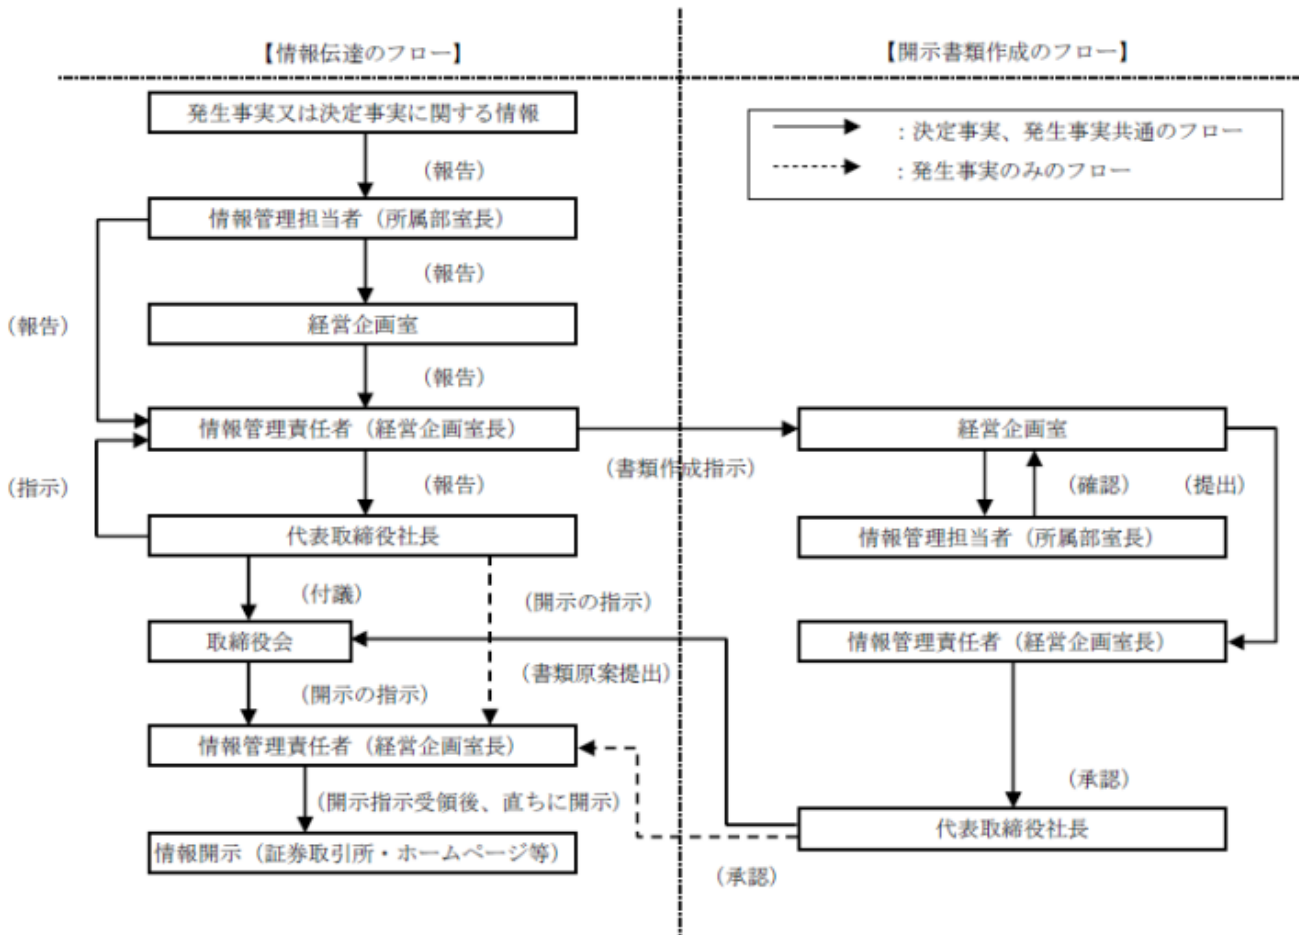 【情報伝達のフロー】
【開示書類作成のフロー】
発生事実又は決定事実に関する情報
：決定事実、発生事実共通のフロー
：発生事実のみのフロー
（報告）
情報管理担当者（所属部室長）
（報告）
（報告）
経営企画室
（報告）
情報管理責任者（経営企画室長）
経営企画室
（書類作成指示）
（指示）
（報告）
（確認）
（提出）
代表取締役社長
情報管理担当者（所属部室長）
（付議）
（開示の指示）
取締役会
情報管理責任者（経営企画室長）
（書類原案提出）
（開示の指示）
情報管理責任者（経営企画室長）
（承認）
（開示指示受領後、直ちに開示）
代表取締役社長
情報開示（証券取引所・ホームページ等）
（承認）